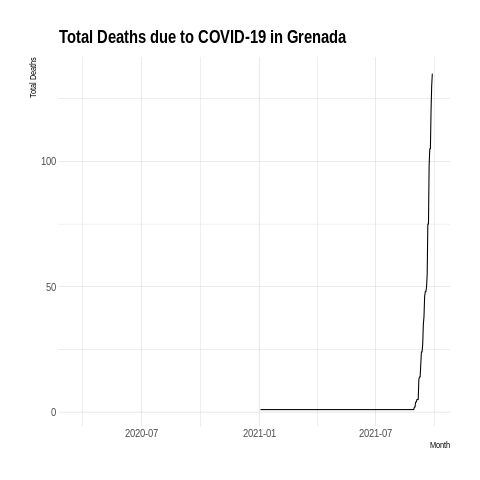 Total Deaths due to COVID-19 in Grenada
Total Deaths
100
50
0
2020-07 2021-01 2021-07
Month